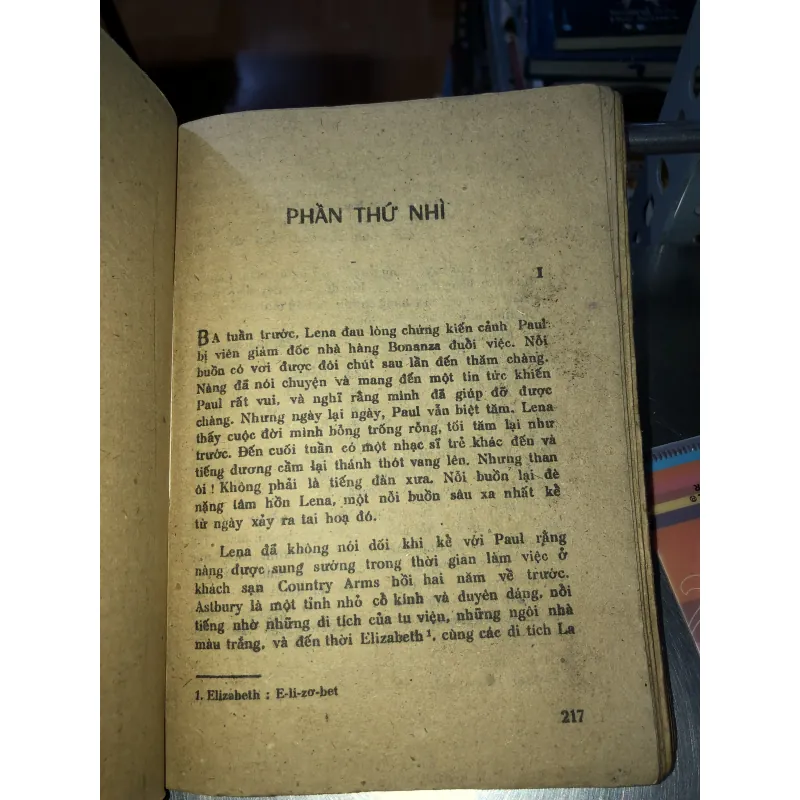 PHẦN THỨ NHÌ
I
BA tuần trước, Lena đau lòng chứng kiến cảnh Paul
bị viên giám đốc nhà hàng Bonanza đuổi việc. Nỗi
buồn có vơi được đôi chút sau lần đến thăm chàng.
Nàng đã nói chuyện và mang đến một tin tức khiến
Paul rất vui, và nghĩ rằng mình đã giúp đỡ được
chàng. Nhưng ngày lại ngày, Paul vẫn biệt tăm. Lena
thấy cuộc đời mình bỗng trống rỗng, tối tăm lại như
trước. Đến cuối tuần có một nhạc sĩ trẻ khác đến và
tiếng dương cầm lại thánh thót vang lên. Nhưng than
ôi ! Không phải là tiếng đàn xưa. Nỗi buồn lại đè
nặng tâm hồn Lena, một nỗi buồn sâu xa nhất kể
từ ngày xảy ra tai hoạ đó.
Lena đã không nói dối khi kể với Paul rằng
nàng được sung sướng trong thời gian làm việc ở
khách sạn Country Arms hồi hai năm về trước.
Astbury là một tỉnh nhỏ cổ kính và duyên dáng, nổi
tiếng nhờ những di tích của tu viện, những ngôi nhà
màu trắng, và đến thời Elizabeth¹, cùng các di tích La
1. Elizabeth : E-li-zơ-bet
217